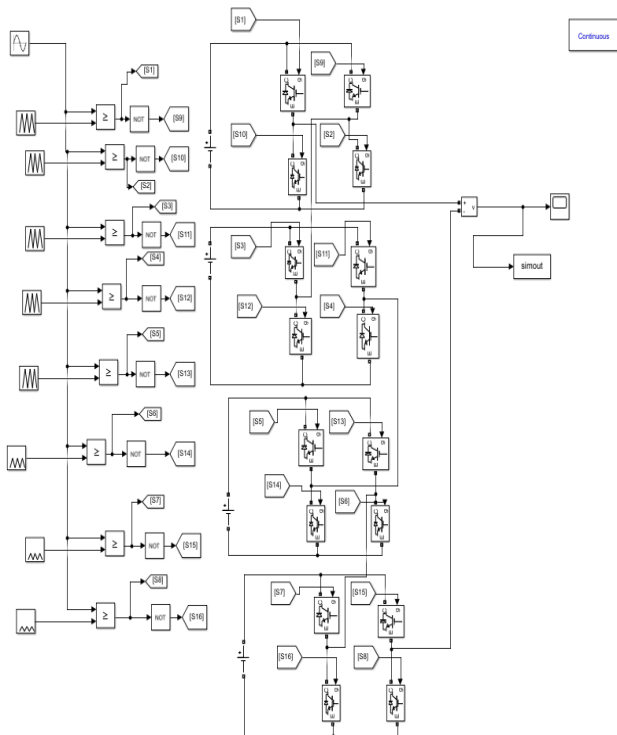 [S1]
Continuous
[S9]
[S1]
≥
NOT
[S9]
[S10]
[S2]
≥
NOT
[S10]
[S2]
[S3]
≥
NOT
[S11]
[S3]
[S11]
[S4]
≥
NOT
[S12]
[S12]
[S4]
simout
[S5]
≥
NOT
[S13]
[S5]
[S13]
[S6]
≥
NOT
[S14]
[S14]
[S6]
[S7]
≥
NOT
[S15]
[S7]
[S15]
[S8]
≥
NOT
[S16]
[S16]
[S8]